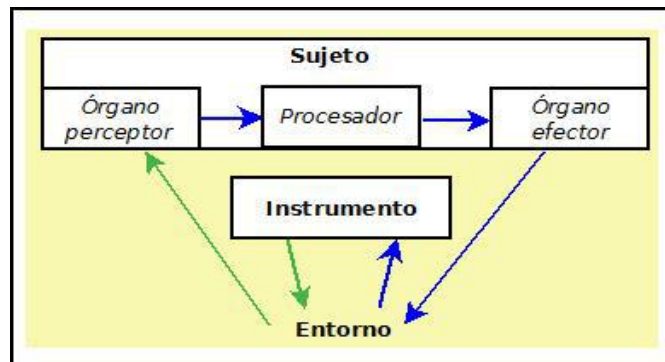 Sujeto
Órgano
perceptor
Procesador
Órgano
efector
Instrumento
Entorno